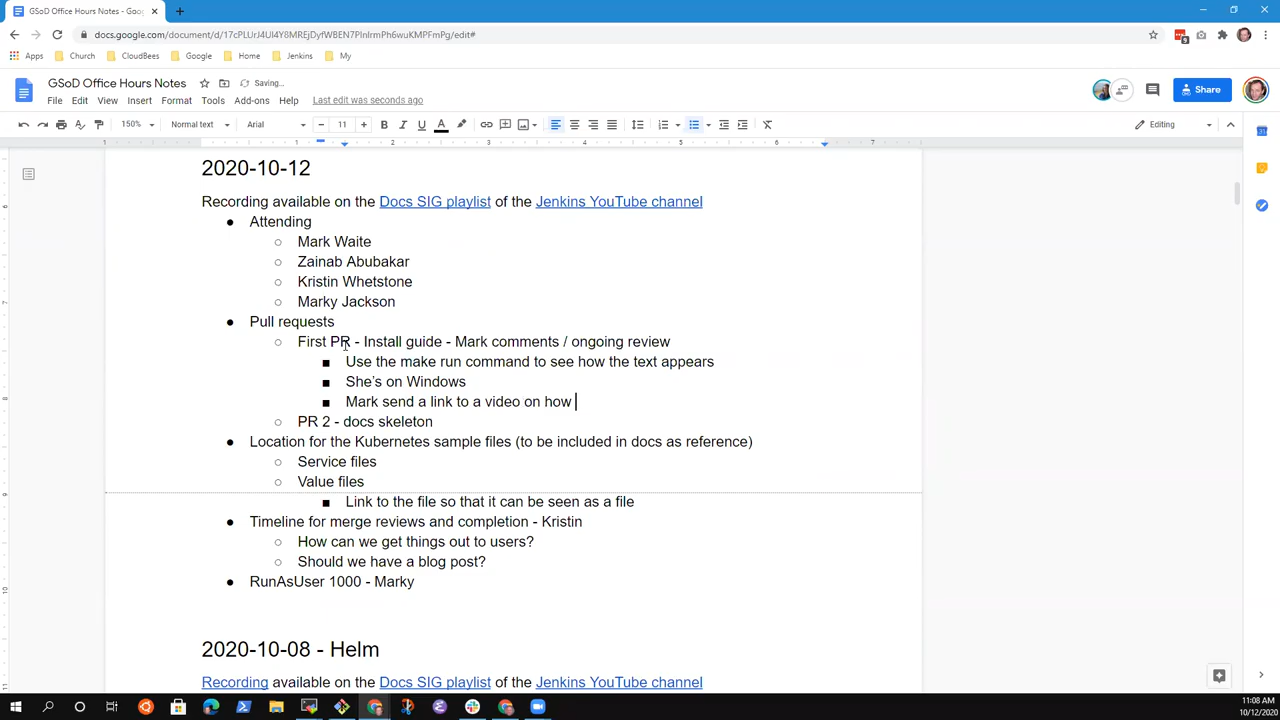 GSoD Office Hours Notes - Goo
docs.google.com/document/d/17cPLUrJ4UI4Y8MREjDyfWBEN7PInIrmPh6wuKMPFmPg/edit#
Apps Church CloudBees Google Home Jenkins My
GSoD Office Hours Notes Saving...
File Edit View Insert Format Tools Add-ons Help Last edit was seconds ago
Share
150% Normal text Arial 11 Editing
2020-10-12
Recording available on the Docs SIG playlist of the Jenkins YouTube channel
● Attending
○ Mark Waite
○ Zainab Abubakar
○ Kristin Whetstone
○ Marky Jackson
● Pull requests
○ First PR - Install guide - Mark comments / ongoing review
■ Use the make run command to see how the text appears
■ She's on Windows
■ Mark send a link to a video on how
○ PR 2 - docs skeleton
● Location for the Kubernetes sample files (to be included in docs as reference)
○ Service files
○ Value files
■ Link to the file so that it can be seen as a file
● Timeline for merge reviews and completion - Kristin
○ How can we get things out to users?
○ Should we have a blog post?
● RunAsUser 1000 - Marky
2020-10-08 - Helm
Recording available on the Docs SIG playlist of the Jenkins YouTube channel
11:08 AM
10/12/2020